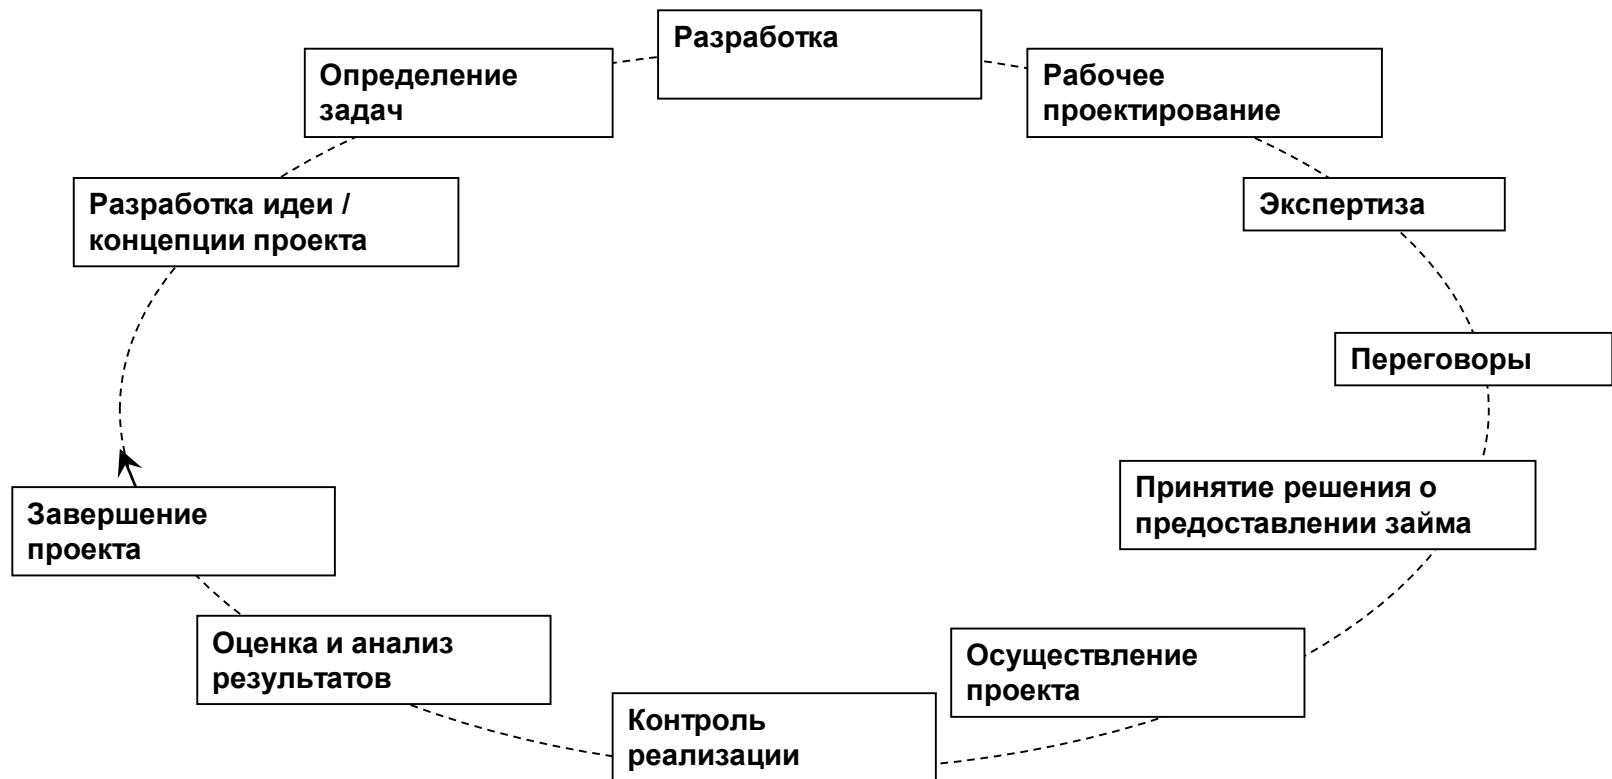 Разработка
Определение
задач
Рабочее
проектирование
Разработка идеи /
концепции проекта
Экспертиза
Переговоры
Принятие решения о
предоставлении займа
Завершение
проекта
Оценка и анализ
результатов
Осуществление
проекта
Контроль
реализации